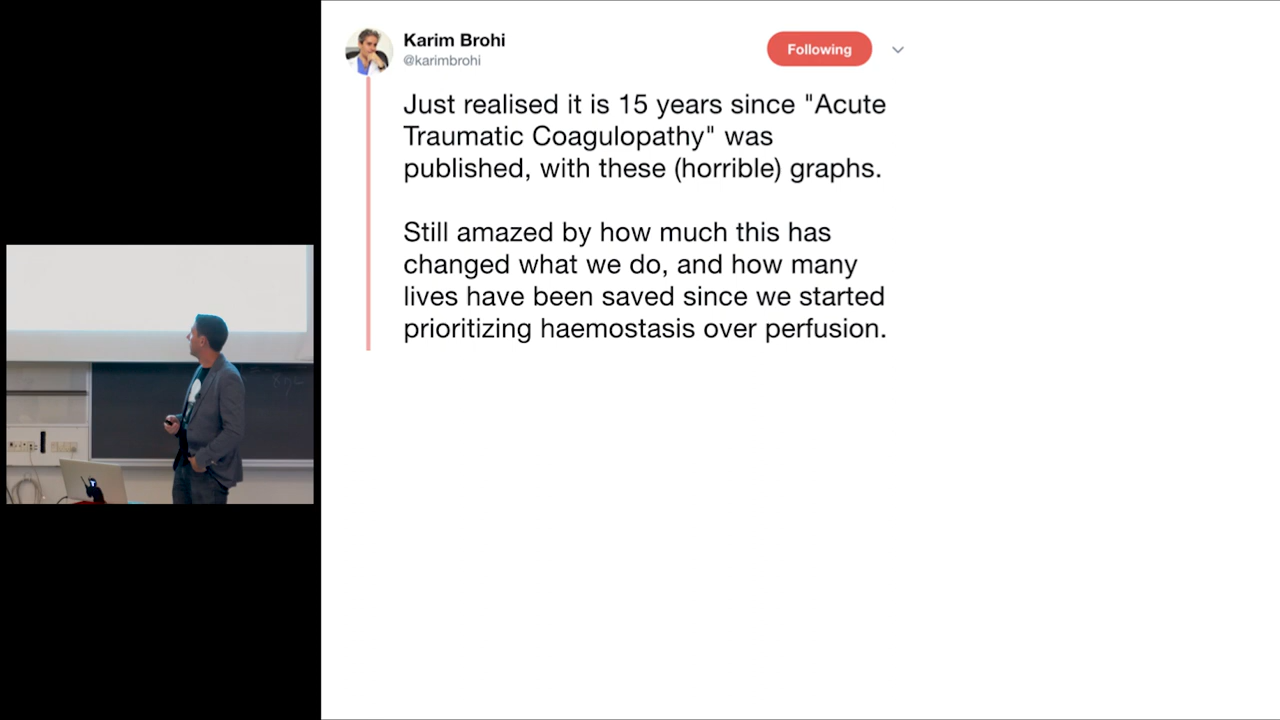 Karim Brohi
@karimbrohi
Following
Just realised it is 15 years since "Acute
Traumatic Coagulopathy" was
published, with these (horrible) graphs.
Still amazed by how much this has
changed what we do, and how many
lives have been saved since we started
prioritizing haemostasis over perfusion.